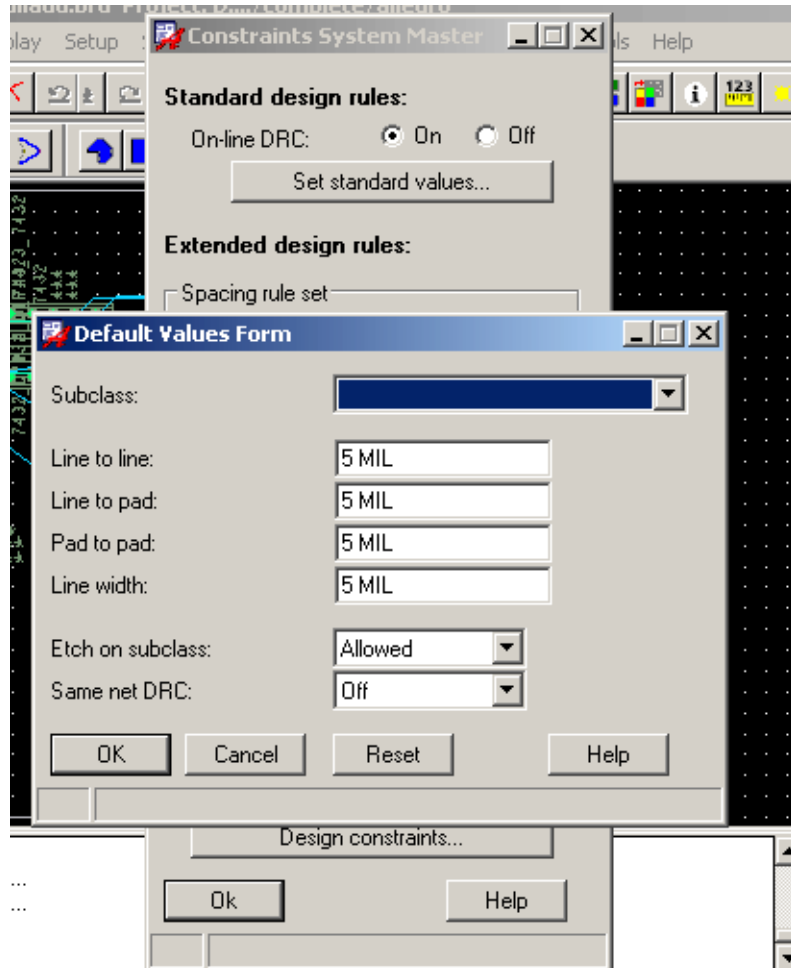 Setup
Constraints System Master
Help
Standard design rules:
On-line DRC: On Off
123
Set standard values...
Extended design rules:
Spacing rule set
Default Values Form
Subclass:
Line to line: 5 MIL
Line to pad: 5 MIL
Pad to pad: 5 MIL
Line width: 5 MIL
Etch on subclass: Allowed
Same net DRC: Off
OK Cancel Reset Help
Design constraints...
...
...
Ok Help